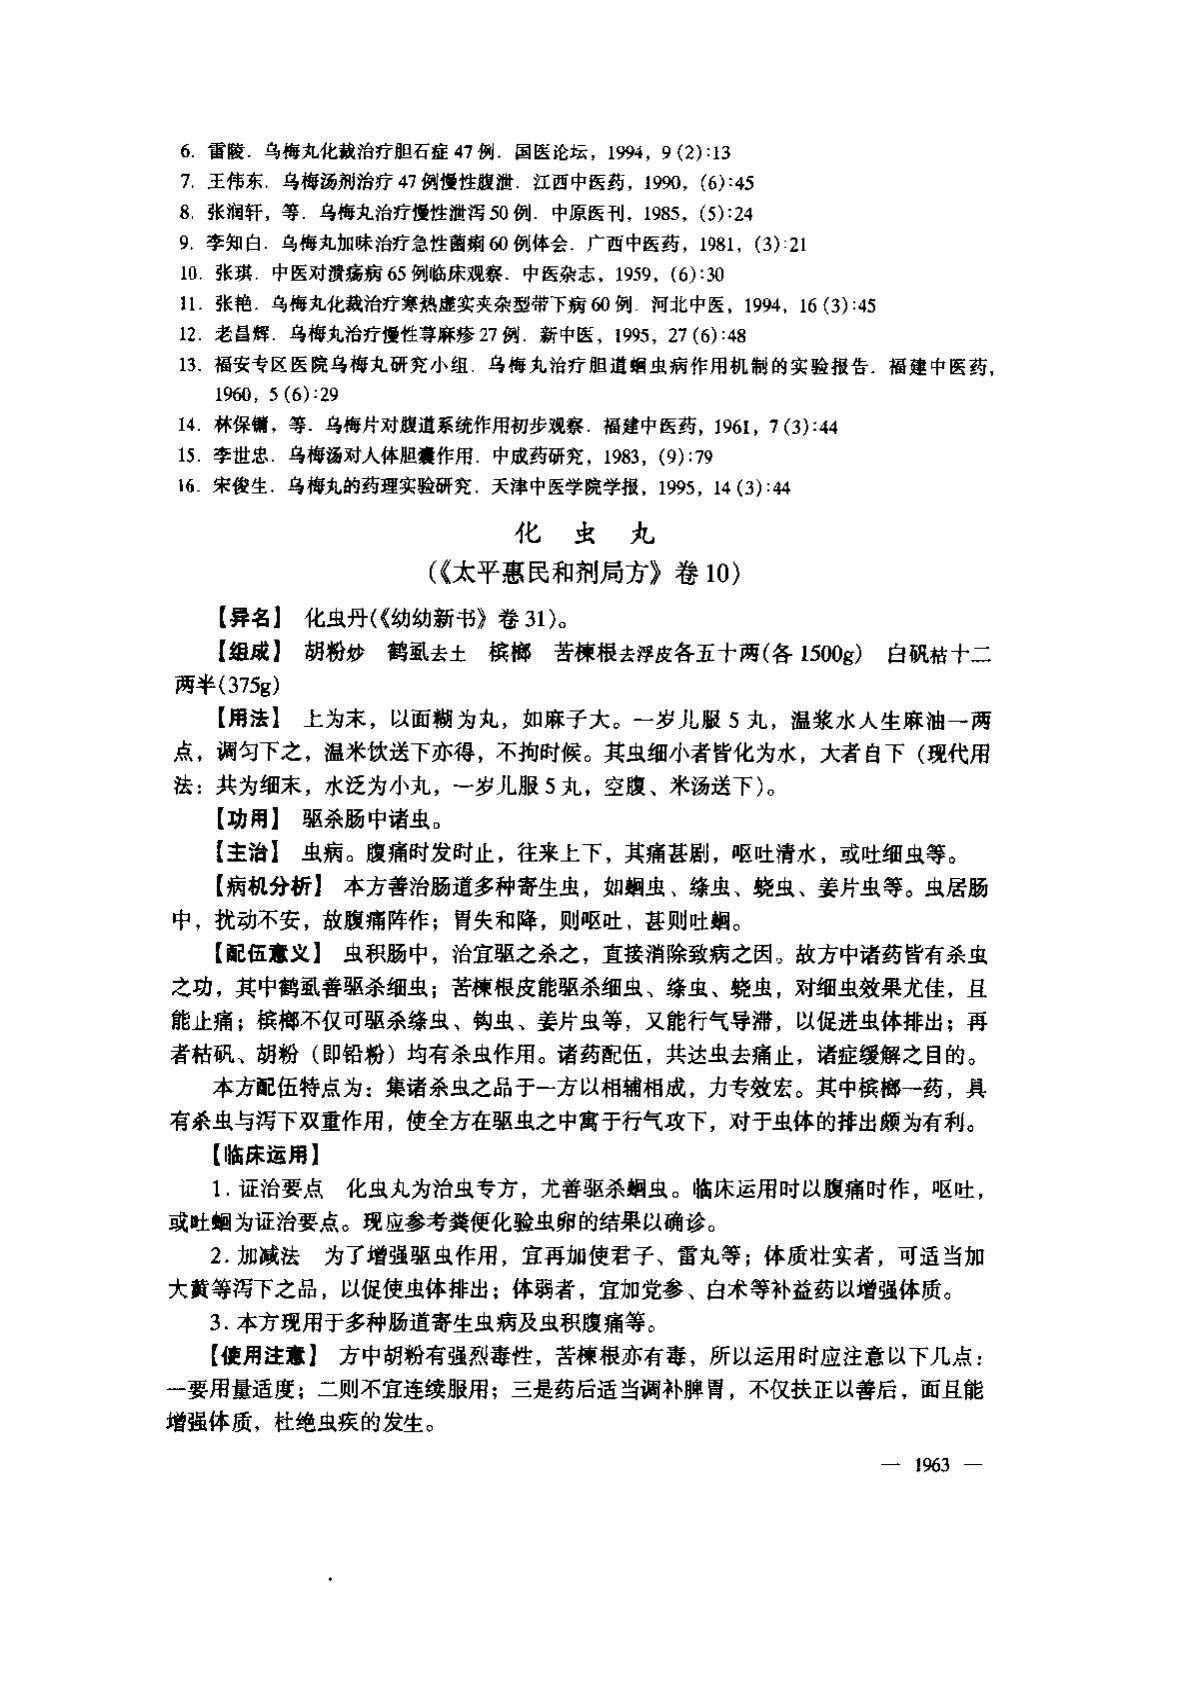 6. 雷陵. 乌梅丸化裁治疗胆石症 47 例. 国医论坛，1994，9 (2):13
7. 王伟东. 乌梅汤剂治疗 47 例慢性腹泄. 江西中医药，1990，(6):45
8. 张润轩，等. 乌梅丸治疗慢性泄泻 50 例. 中原医刊，1985，(5):24
9. 李知白. 乌梅丸加味治疗急性菌痢 60 例体会. 广西中医药，1981，(3):21
10. 张琪. 中医对溃疡病 65 例临床观察. 中医杂志，1959，(6):30
11. 张艳. 乌梅丸化裁治疗寒热虚实夹杂型带下病 60 例. 河北中医，1994，16 (3):45
12. 老昌辉. 乌梅丸治疗慢性荨麻疹 27 例. 新中医，1995，27 (6):48
13. 福安专区医院乌梅丸研究小组. 乌梅丸治疗胆道蛔虫病作用机制的实验报告. 福建中医药，
1960，5 (6):29
14. 林保镛，等. 乌梅片对腹道系统作用初步观察. 福建中医药，1961，7 (3):44
15. 李世忠. 乌梅汤对人体胆囊作用. 中成药研究，1983，(9):79
16. 宋俊生. 乌梅丸的药理实验研究. 天津中医学院学报，1995，14 (3):44
化 虫 丸
(《太平惠民和剂局方》卷 10)
【异名】 化虫丹(《幼幼新书》卷 31)。
【组成】 胡粉炒 鹤虱去土 槟榔 苦楝根去浮皮各五十两(各 1500g) 白矾枯十二
两半(375g)
【用法】 上为末，以面糊为丸，如麻子大。一岁儿服 5 丸，温浆水人生麻油一两
点，调匀下之，温米饮送下亦得，不拘时候。其虫细小者皆化为水，大者自下（现代用
法：共为细末，水泛为小丸，一岁儿服 5 丸，空腹、米汤送下）。
【功用】 驱杀肠中诸虫。
【主治】 虫病。腹痛时发时止，往来上下，其痛甚剧，呕吐清水，或吐细虫等。
【病机分析】 本方善治肠道多种寄生虫，如蛔虫、绦虫、蛲虫、姜片虫等。虫居肠
中，扰动不安，故腹痛阵作；胃失和降，则呕吐，甚则吐蛔。
【配伍意义】 虫积肠中，治宜驱之杀之，直接消除致病之因。故方中诸药皆有杀虫
之功，其中鹤虱善驱杀细虫；苦楝根皮能驱杀细虫、绦虫、蛲虫，对细虫效果尤佳，且
能止痛；槟榔不仅可驱杀绦虫、钩虫、姜片虫等，又能行气导滞，以促进虫体排出；再
者枯矾、胡粉（即铅粉）均有杀虫作用。诸药配伍，共达虫去痛止，诸症缓解之目的。
本方配伍特点为：集诸杀虫之品于一方以相辅相成，力专效宏。其中槟榔一药，具
有杀虫与泻下双重作用，使全方在驱虫之中寓于行气攻下，对于虫体的排出颇为有利。
【临床运用】
1. 证治要点 化虫丸为治虫专方，尤善驱杀蛔虫。临床运用时以腹痛时作，呕吐，
或吐蛔为证治要点。现应参考粪便化验虫卵的结果以确诊。
2. 加减法 为了增强驱虫作用，宜再加使君子、雷丸等；体质壮实者，可适当加
大黄等泻下之品，以促使虫体排出；体弱者，宜加党参、白术等补益药以增强体质。
3. 本方现用于多种肠道寄生虫病及虫积腹痛等。
【使用注意】 方中胡粉有强烈毒性，苦楝根亦有毒，所以运用时应注意以下几点：
一要用量适度；二则不宜连续服用；三是药后适当调补脾胃，不仅扶正以善后，面且能
增强体质，杜绝虫疾的发生。
— 1963 —